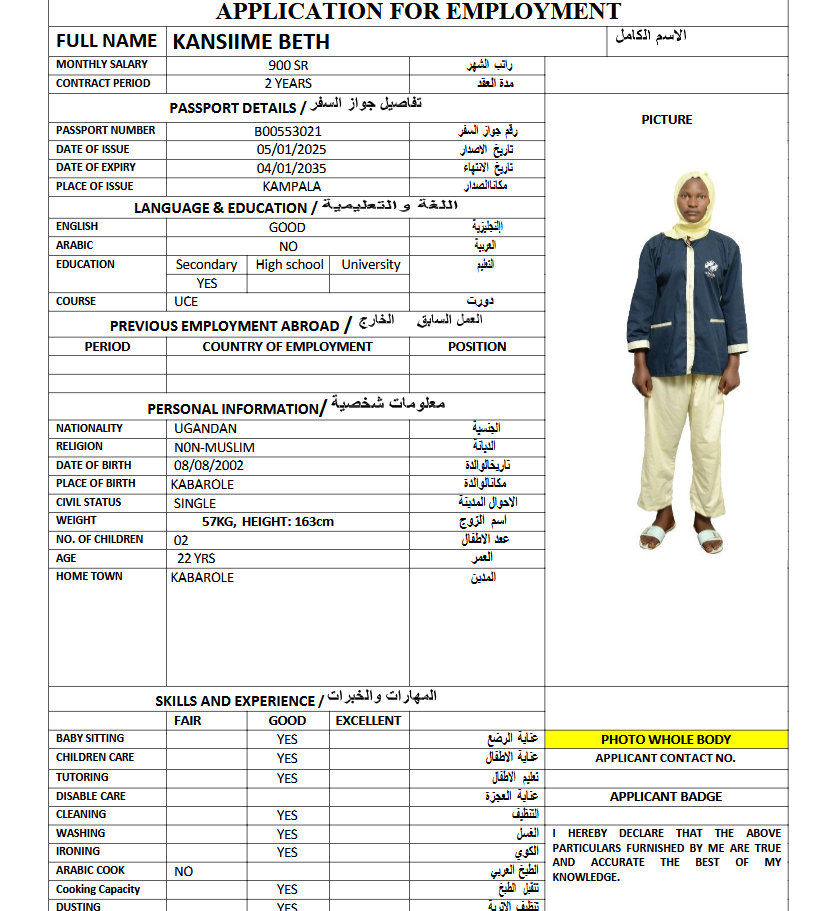 APPLICATION FOR EMPLOYMENT
FULL NAME KANSIIME BETH الاسم الكامل
MONTHLY SALARY 900 SR راتب الشهر
CONTRACT PERIOD 2 YEARS مدة العقد
PASSPORT DETAILS / تفاصيل جواز السفر
PICTURE
PASSPORT NUMBER B00553021 رقم جواز السفر
DATE OF ISSUE 05/01/2025 تاريخ الاصدار
DATE OF EXPIRY 04/01/2035 تاريخ الانتهاء
PLACE OF ISSUE KAMPALA مكاناالصدار
LANGUAGE & EDUCATION / اللغة والتعليمية
ENGLISH GOOD
ARABIC NO العربية
EDUCATION Secondary High school University التعليم
YES
COURSE UCE دورت
PREVIOUS EMPLOYMENT ABROAD / العمل السابق الخارج
PERIOD COUNTRY OF EMPLOYMENT POSITION
PERSONAL INFORMATION/ معلومات شخصية
NATIONALITY UGANDAN الجنسية
RELIGION N0N-MUSLIM الديانة
DATE OF BIRTH 08/08/2002 تاريخالوالدة
PLACE OF BIRTH KABAROLE مكانالوالدة
CIVIL STATUS SINGLE الاحوال المدينة
WEIGHT 57KG, HEIGHT: 163cm اسم الزوج
NO. OF CHILDREN 02 عدد الاطفال
AGE 22 YRS العمر
HOME TOWN KABAROLE المدين
SKILLS AND EXPERIENCE / المهارات والخبرات
FAIR GOOD EXCELLENT
BABY SITTING YES عناية الرضع
PHOTO WHOLE BODY
CHILDREN CARE YES عناية الاطفال
APPLICANT CONTACT NO.
TUTORING YES تعليم الاطفال
DISABLE CARE عناية العجزة
APPLICANT BADGE
CLEANING YES التنظيف
WASHING YES الغسل
IRONING YES الكوي
ARABIC COOK NO الطبخ العربي
Cooking Capacity YES تتقبل الطبخ
DUSTING YES تنظيف الاتربة
I HEREBY DECLARE THAT THE ABOVE
PARTICULARS FURNISHED BY ME ARE TRUE
AND ACCURATE THE BEST OF MY
KNOWLEDGE.